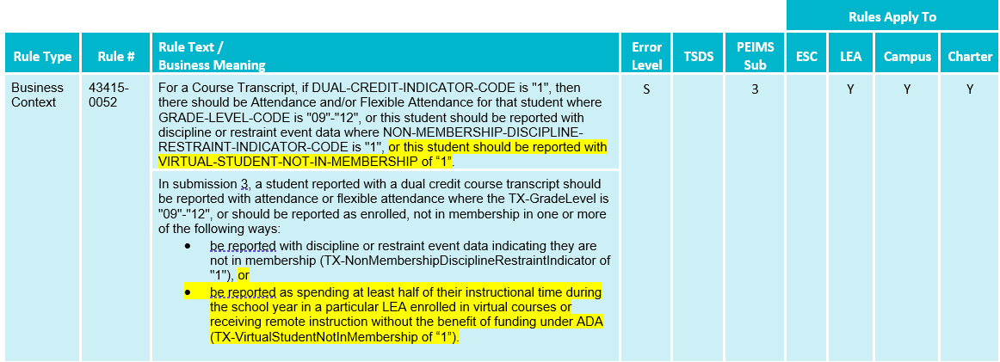 Rules Apply To
Rule Type
Rule #
Rule Text /
Business Meaning
Error
Level
TSDS
PEIMS
Sub
ESC
LEA
Campus
Charter
Business
Context
43415-
0052
For a Course Transcript, if DUAL-CREDIT-INDICATOR-CODE is "1", then
there should be Attendance and/or Flexible Attendance for that student where
GRADE-LEVEL-CODE is "09"-"12", or this student should be reported with
discipline or restraint event data where NON-MEMBERSHIP-DISCIPLINE-
RESTRAINT-INDICATOR-CODE is "1", or this student should be reported with
VIRTUAL-STUDENT-NOT-IN-MEMBERSHIP of “1”.
S
3
Y
Y
Y
In submission 3, a student reported with a dual credit course transcript should
be reported with attendance or flexible attendance where the TX-GradeLevel is
"09"-"12", or should be reported as enrolled, not in membership in one or more
of the following ways:
• be reported with discipline or restraint event data indicating they are
not in membership (TX-NonMembershipDisciplineRestraintIndicator of
"1"), or
• be reported as spending at least half of their instructional time during
the school year in a particular LEA enrolled in virtual courses or
receiving remote instruction without the benefit of funding under ADA
(TX-VirtualStudentNotInMembership of “1”).